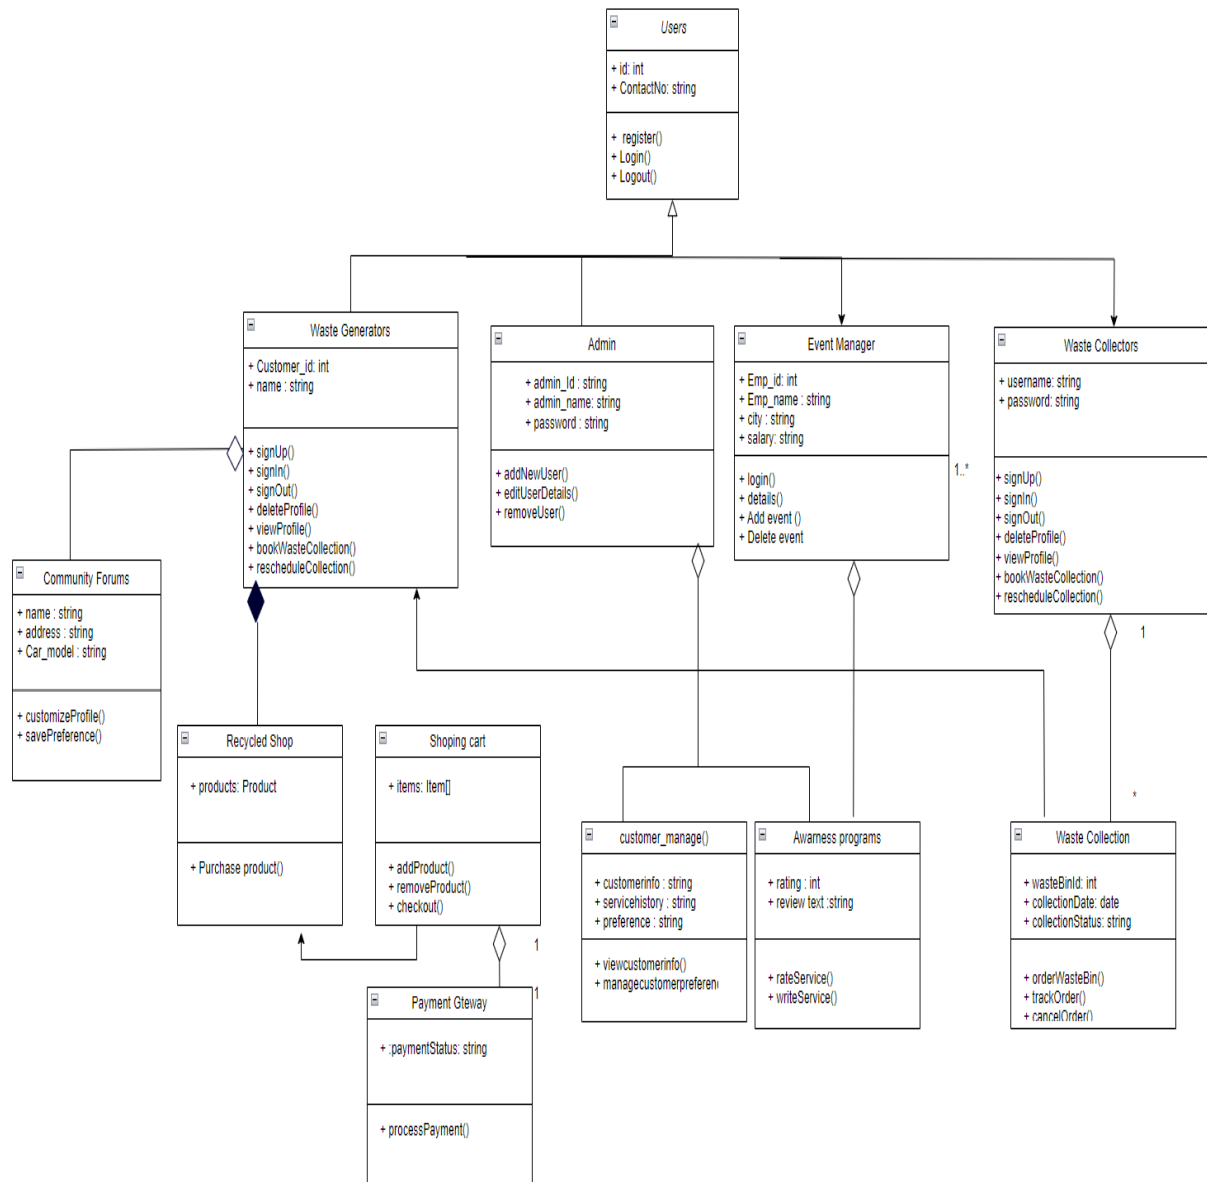 Users
+ id: int
+ ContactNo: string
+ register()
+ Login()
+ Logout()
Waste Generators
+ Customer_id: int
+ name : string
+ signUp()
+ signIn()
+ signOut()
+ deleteProfile()
+ viewProfile()
+ bookWasteCollection()
+ rescheduleCollection()
Admin
+ admin_Id : string
+ admin_name: string
+ password : string
+ addNewUser()
+ editUserDetails()
+ removeUser()
Event Manager
+ Emp_id: int
+ Emp_name : string
+ city : string
+ salary: string
+ login()
+ details()
+ Add event ()
+ Delete event
1..*
Waste Collectors
+ username: string
+ password: string
+ signUp()
+ signIn()
+ signOut()
+ deleteProfile()
+ viewProfile()
+ bookWasteCollection()
+ rescheduleCollection()
1
*
Community Forums
+ name : string
+ address : string
+ Car_model : string
+ customizeProfile()
+ savePreference()
Recycled Shop
+ products: Product
+ Purchase product()
Shoping cart
+ items: Item[]
+ addProduct()
+ removeProduct()
+ checkout()
1
1
Payment Gteway
+ :paymentStatus: string
+ processPayment()
customer_manage()
+ customerinfo : string
+ servicehistory : string
+ preference : string
+ viewcustomerinfo()
+ managecustomerpreferen
Awarness programs
+ rating : int
+ review text :string
+ rateService()
+ writeService()
Waste Collection
+ wasteBinId: int
+ collectionDate: date
+ collectionStatus: string
+ orderWasteBin()
+ trackOrder()
+ cancelOrder()